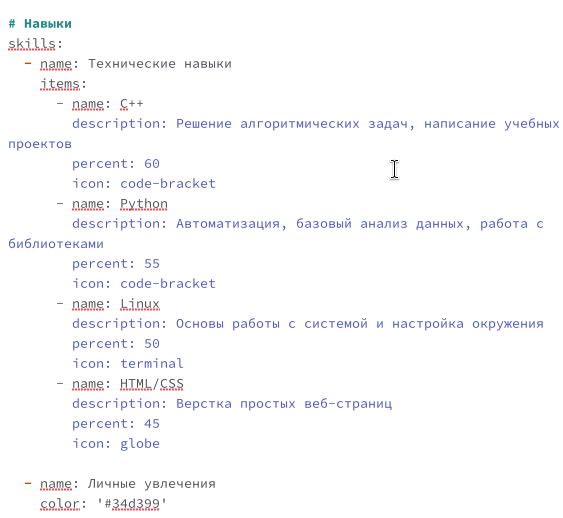 # Навыки
skills:
  - name: Технические навыки
    items:
      - name: C++
        description: Решение алгоритмических задач, написание учебных
проектов
        percent: 60
        icon: code-bracket
      - name: Python
        description: Автоматизация, базовый анализ данных, работа с
библиотеками
        percent: 55
        icon: code-bracket
      - name: Linux
        description: Основы работы с системой и настройка окружения
        percent: 50
        icon: terminal
      - name: HTML/CSS
        description: Верстка простых веб-страниц
        percent: 45
        icon: globe

  - name: Личные увлечения
    color: '#34d399'